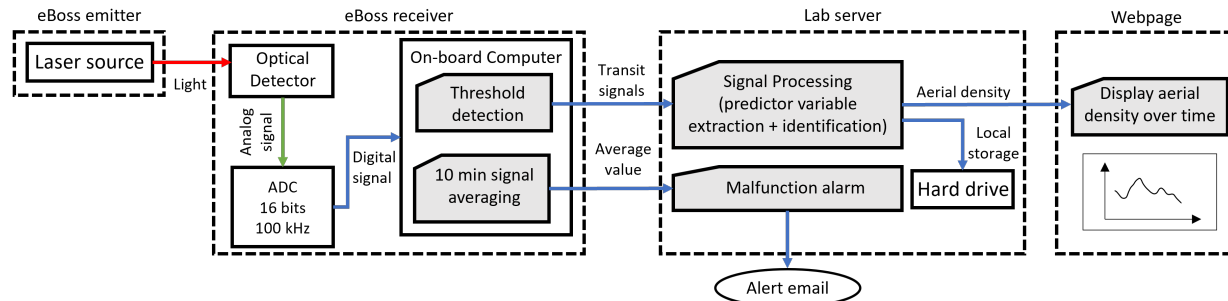 eBoss emitter
Laser source
Light
eBoss receiver
Optical
Detector
Analog
signal
ADC
16 bits
100 kHz
Digital
signal
On-board Computer
Threshold
detection
10 min signal
averaging
Transit
signals
Average
value
Lab server
Signal Processing
(predictor variable
extraction + identification)
Malfunction alarm
Alert email
Aerial density
Local
storage
Hard drive
Webpage
Display aerial
density over time